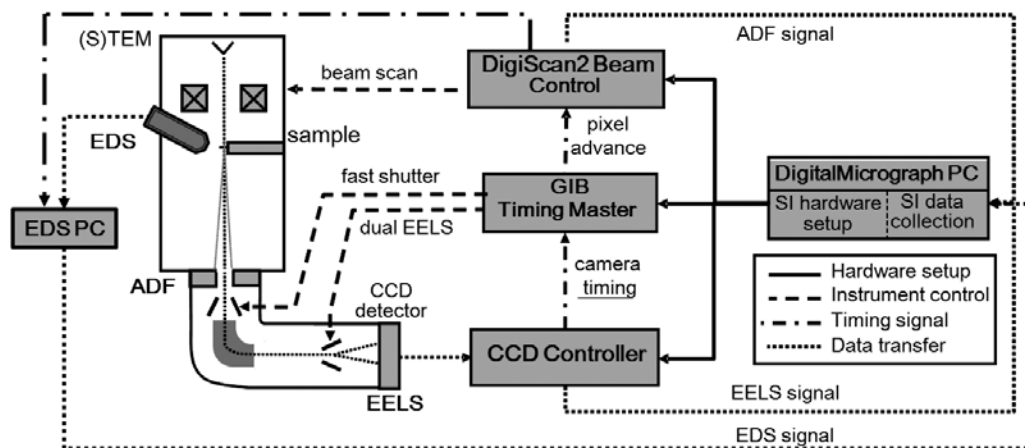 (S)TEM
ADF signal
DigiScan2 Beam
Control
beam scan
EDS
sample
pixel
advance
fast shutter
GIB
Timing Master
dual EELS
DigitalMicrograph PC
SI hardware
setup
SI data
collection
EDS PC
ADF
camera
timing
CCD
detector
CCD Controller
EELS
Hardware setup
Instrument control
Timing signal
Data transfer
EELS signal
EDS signal